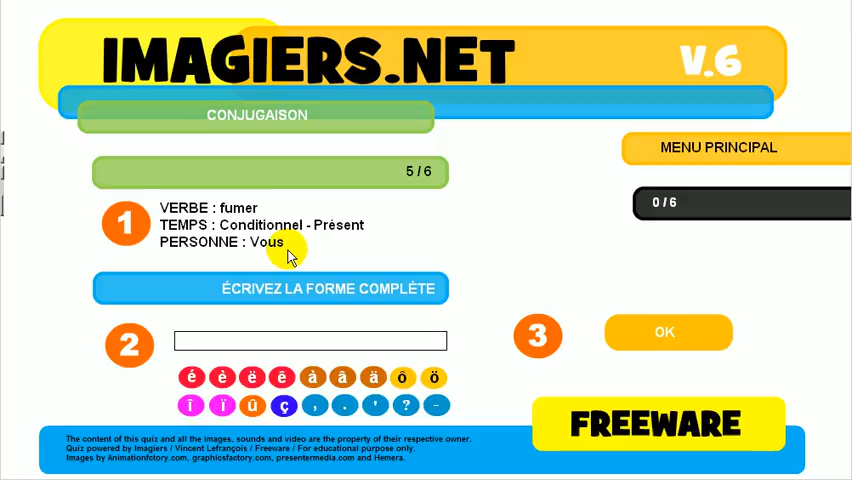 IMAGIERS.NET
V.6
CONJUGAISON
MENU PRINCIPAL
5 / 6
0 / 6
1
VERBE : fumer
TEMPS : Conditionnel - Présent
PERSONNE : Vous
ÉCRIVEZ LA FORME COMPLÈTE
2
3
OK
é è ë ê à â ä ô ö
î ï û ç , . ' ? -
FREEWARE
The content of this quiz and all the images, sounds and video are the property of their respective owner.
Quiz powered by Imagiers / Vincent Lefrançois / Freeware / For educational purpose only.
Images by Animationfctory.com, graphicsfactory.com, presentermedia.com and Hemera.